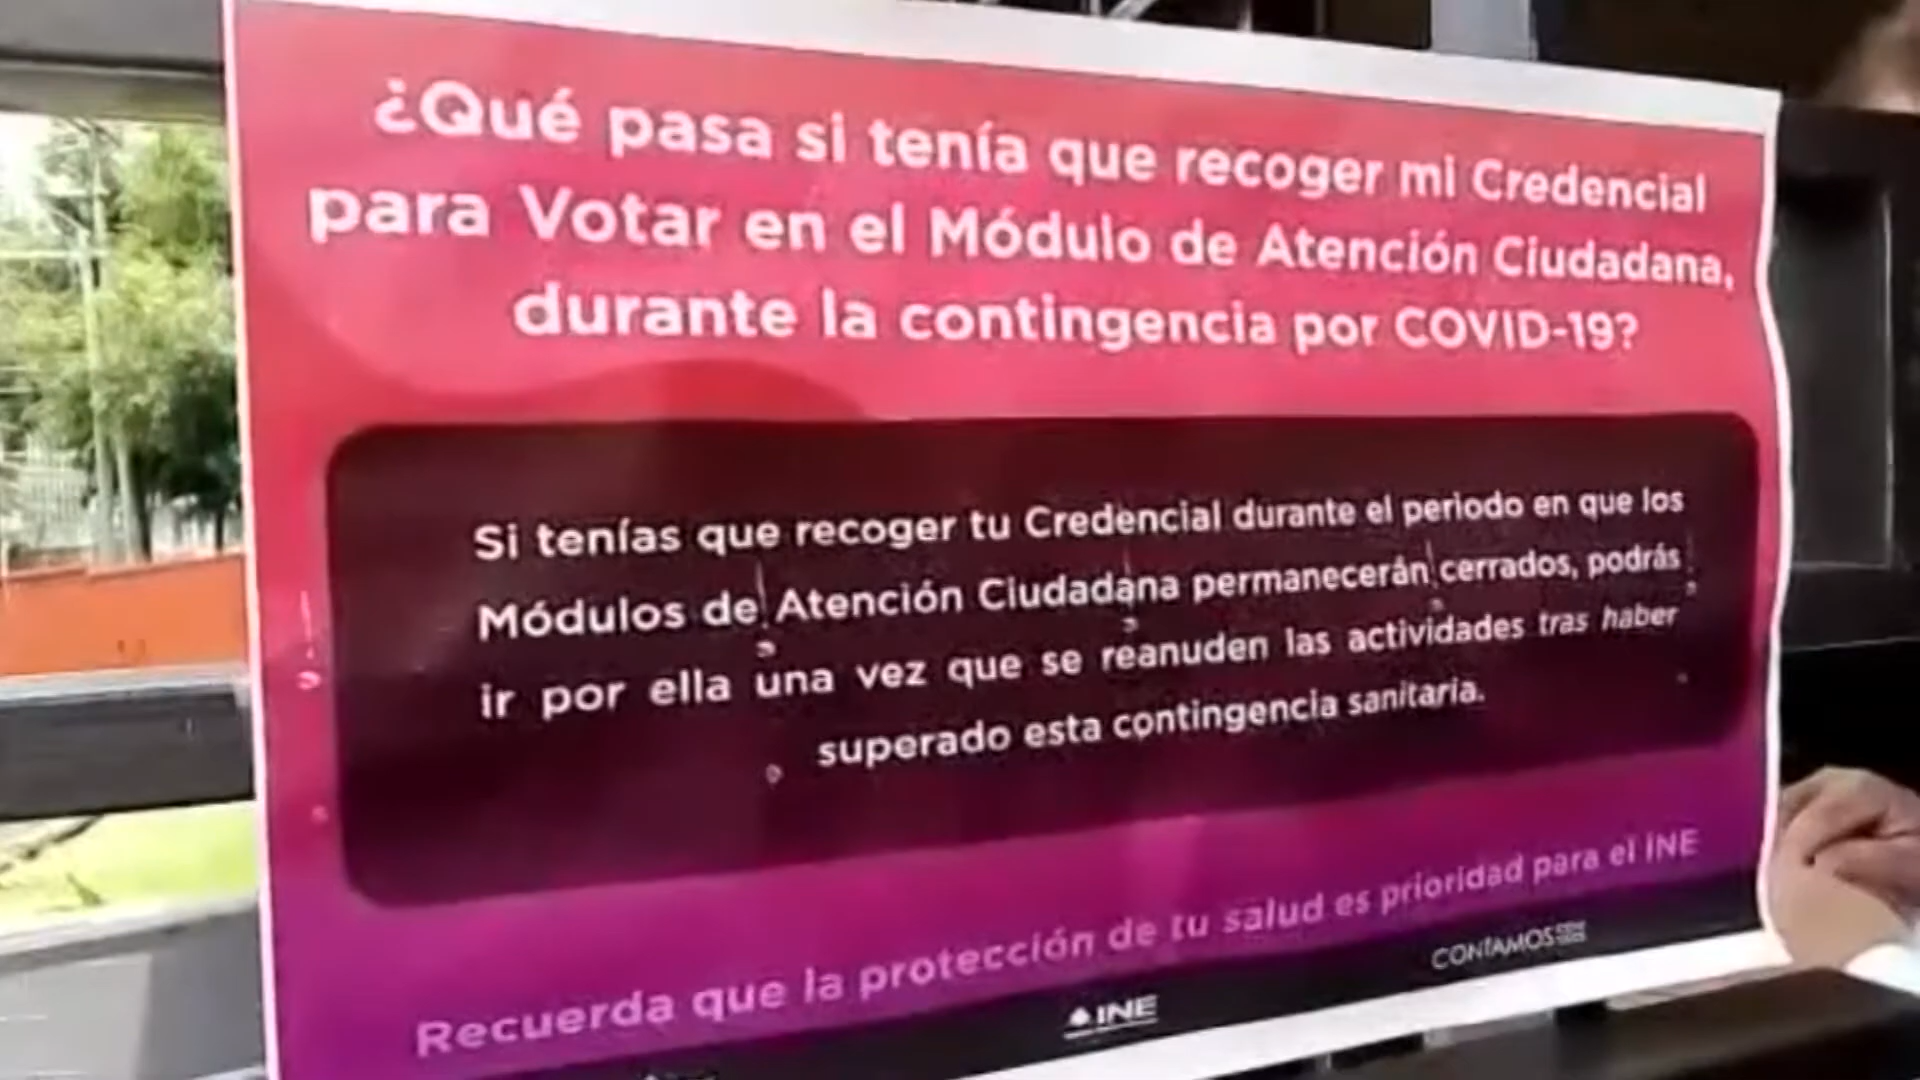 ¿Qué pasa si tenía que recoger mi Credencial
para Votar en el Módulo de Atención Ciudadana,
durante la contingencia por COVID-19?
Si tenías que recoger tu Credencial durante el periodo en que los
Módulos de Atención Ciudadana permanecerán cerrados, podrás
ir por ella una vez que se reanuden las actividades tras haber
superado esta contingencia sanitaria.
Recuerda que la protección de tu salud es prioridad para el INE
CONTAMOS
INE